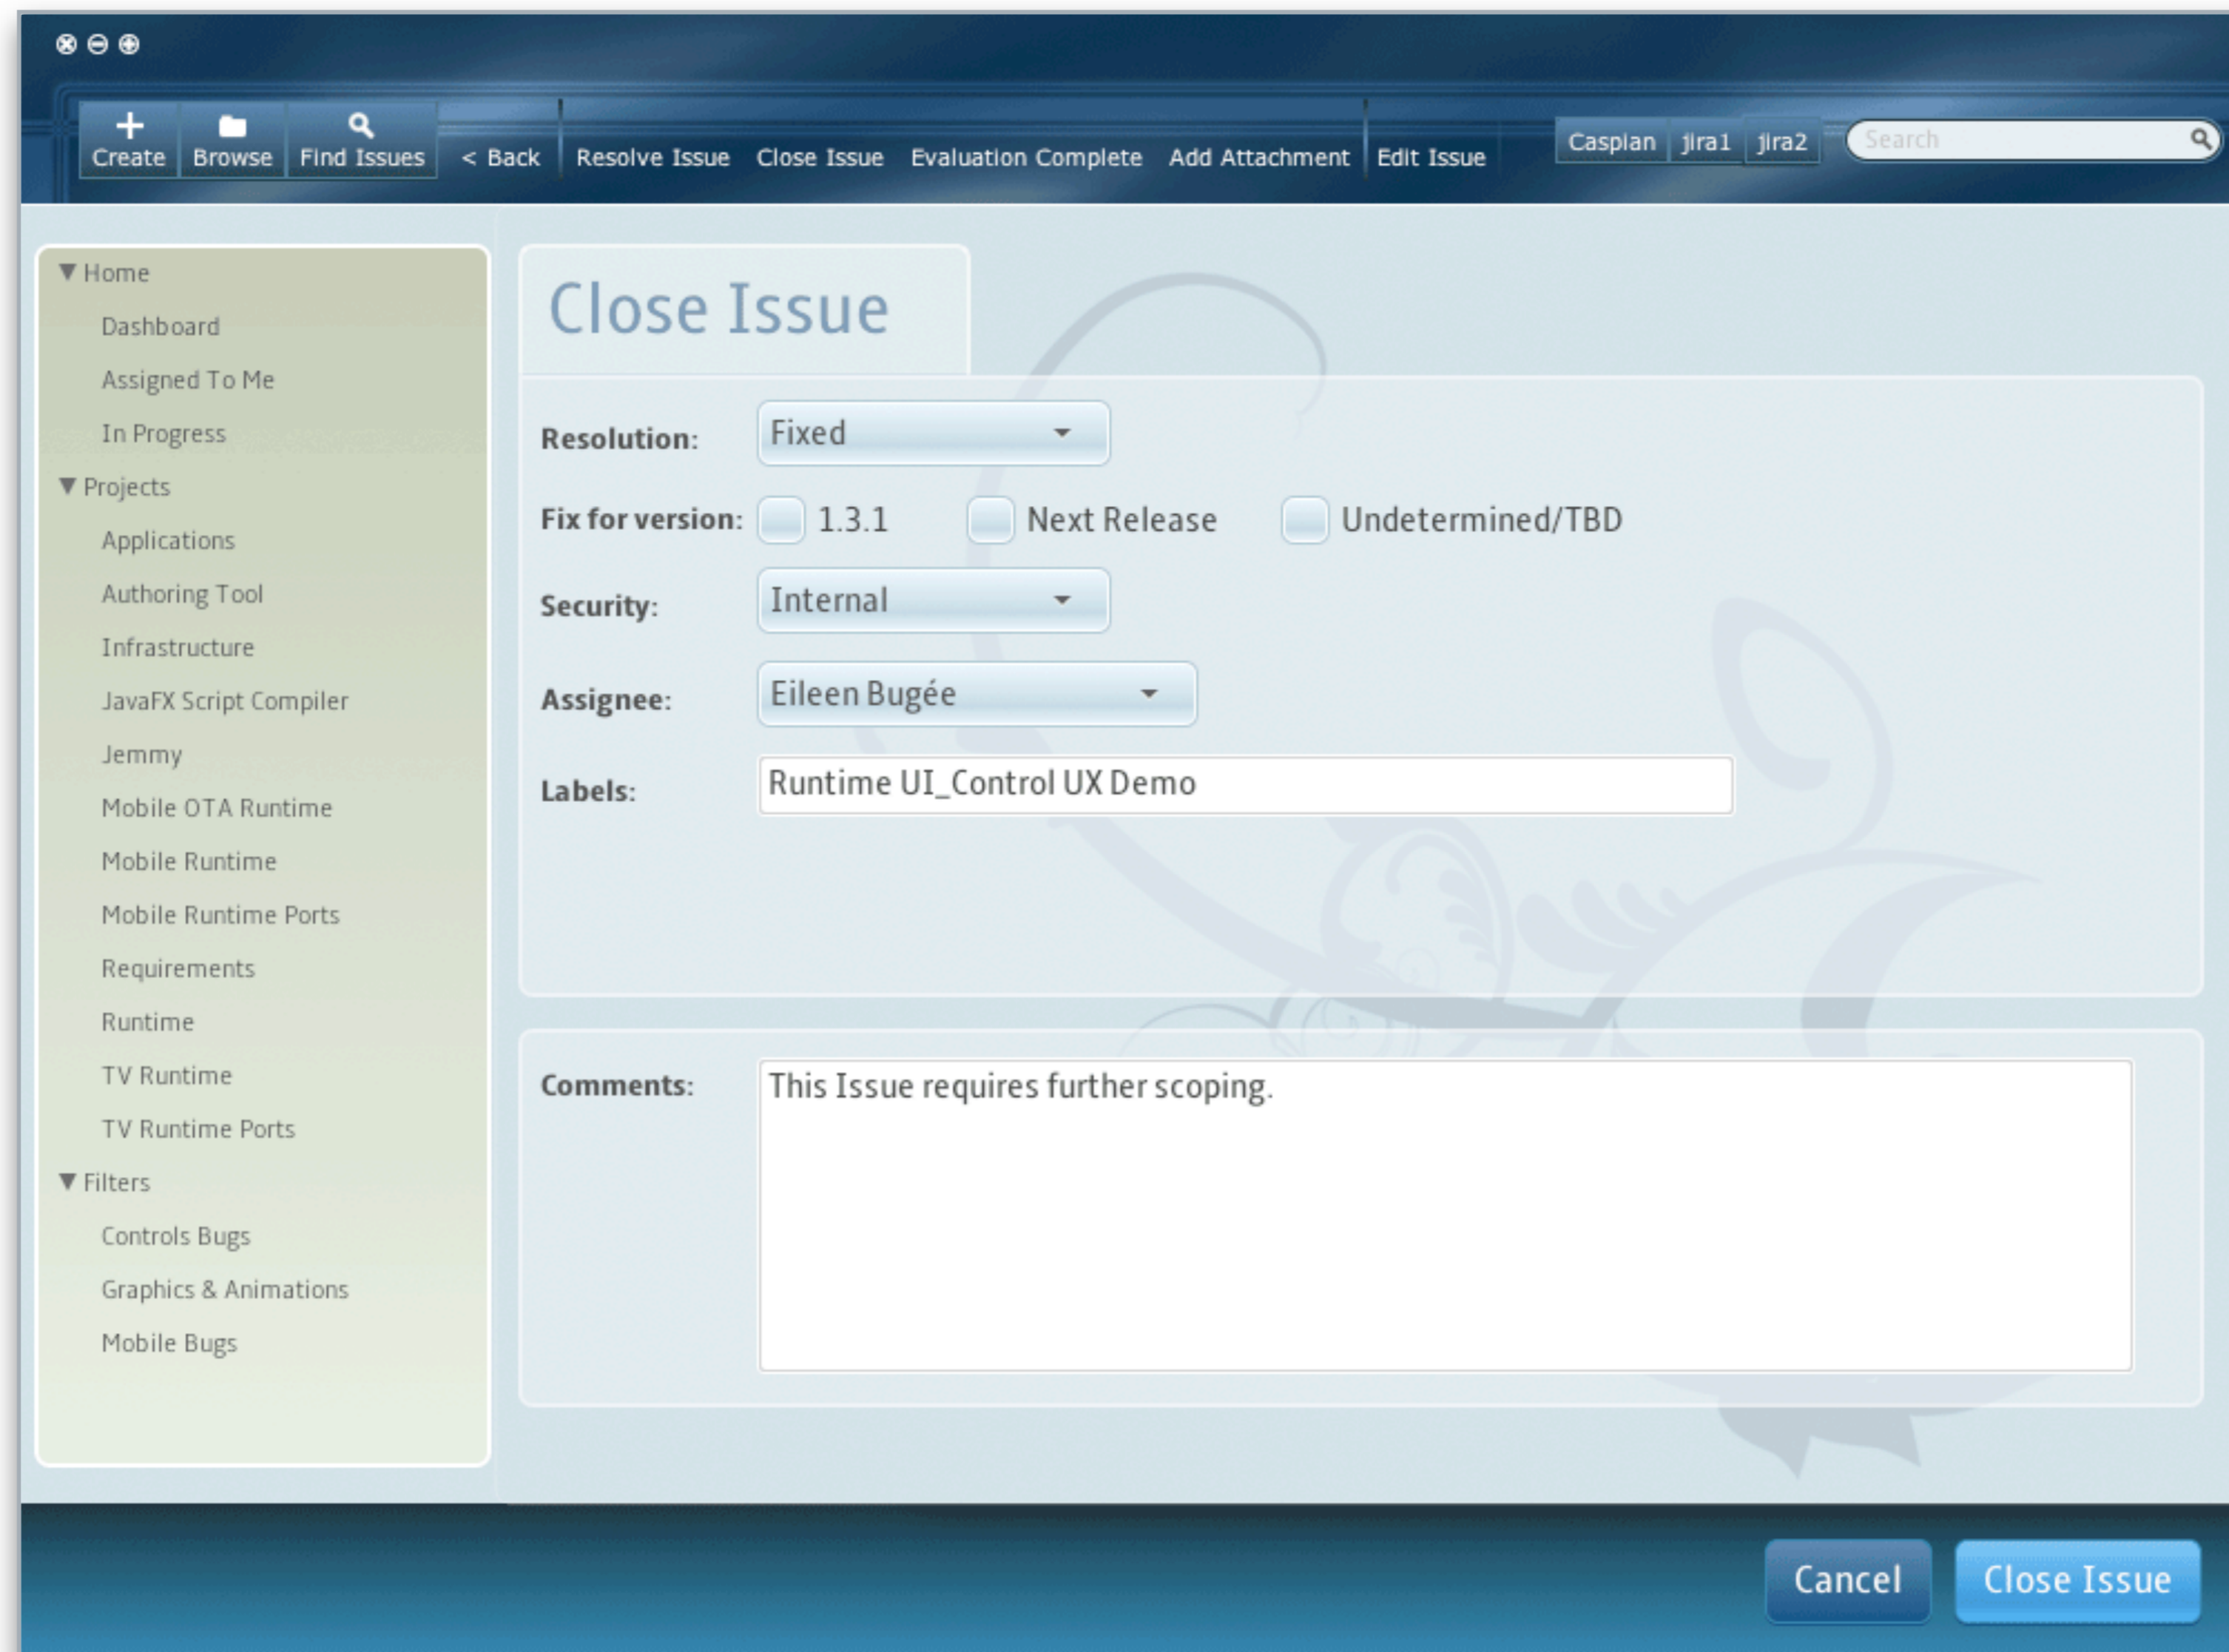 Create Browse Find Issues < Back Resolve Issue Close Issue Evaluation Complete Add Attachment Edit Issue Caspian jira1 jira2 Search
Home
Dashboard
Assigned To Me
In Progress
Projects
Applications
Authoring Tool
Infrastructure
JavaFX Script Compiler
Jemmy
Mobile OTA Runtime
Mobile Runtime
Mobile Runtime Ports
Requirements
Runtime
TV Runtime
TV Runtime Ports
Filters
Controls Bugs
Graphics & Animations
Mobile Bugs
Close Issue
Resolution: Fixed
Fix for version: 1.3.1 Next Release Undetermined/TBD
Security: Internal
Assignee: Eileen Bugée
Labels: Runtime UI_Control UX Demo
Comments: This Issue requires further scoping.
Cancel Close Issue